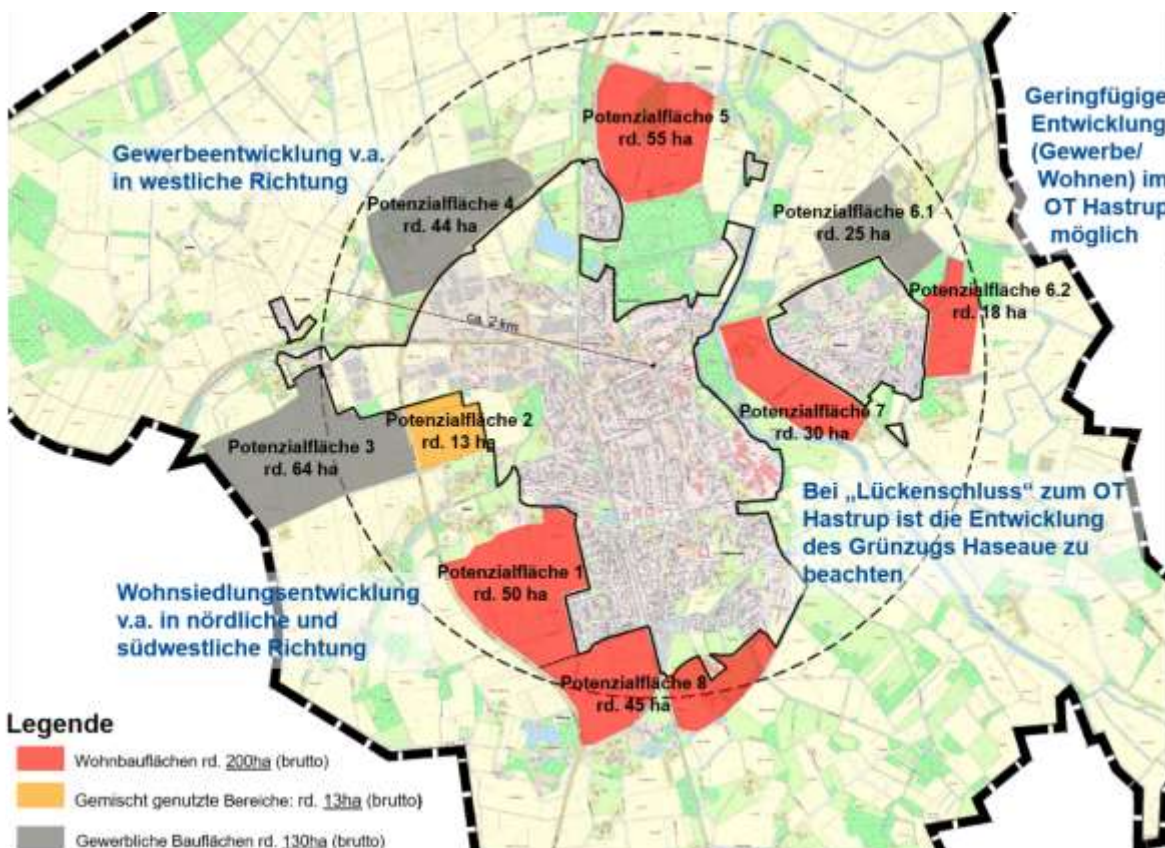 Geringfügige
Entwicklung
(Gewerbe/
Wohnen) im
OT Hastrup
möglich
Potenzialfläche 5
rd. 55 ha
Gewerbeentwicklung v.a.
in westliche Richtung
Potenzialfläche 4
rd. 44 ha
Potenzialfläche 6.1
rd. 25 ha
Potenzialfläche 6.2
rd. 18 ha
ca. 2 km
Potenzialfläche 2
rd. 13 ha
Potenzialfläche 7
rd. 30 ha
Potenzialfläche 3
rd. 64 ha
Bei „Lückenschluss“ zum OT
Hastrup ist die Entwicklung
des Grünzugs Haseaue zu
beachten
Potenzialfläche 1
rd. 50 ha
Wohnsiedlungsentwicklung
v.a. in nördliche und
südwestliche Richtung
Potenzialfläche 8
rd. 45 ha
Legende
Wohnbauflächen rd. 200ha (brutto)
Gemischt genutzte Bereiche: rd. 13ha (brutto)
Gewerbliche Bauflächen rd. 130ha (brutto)